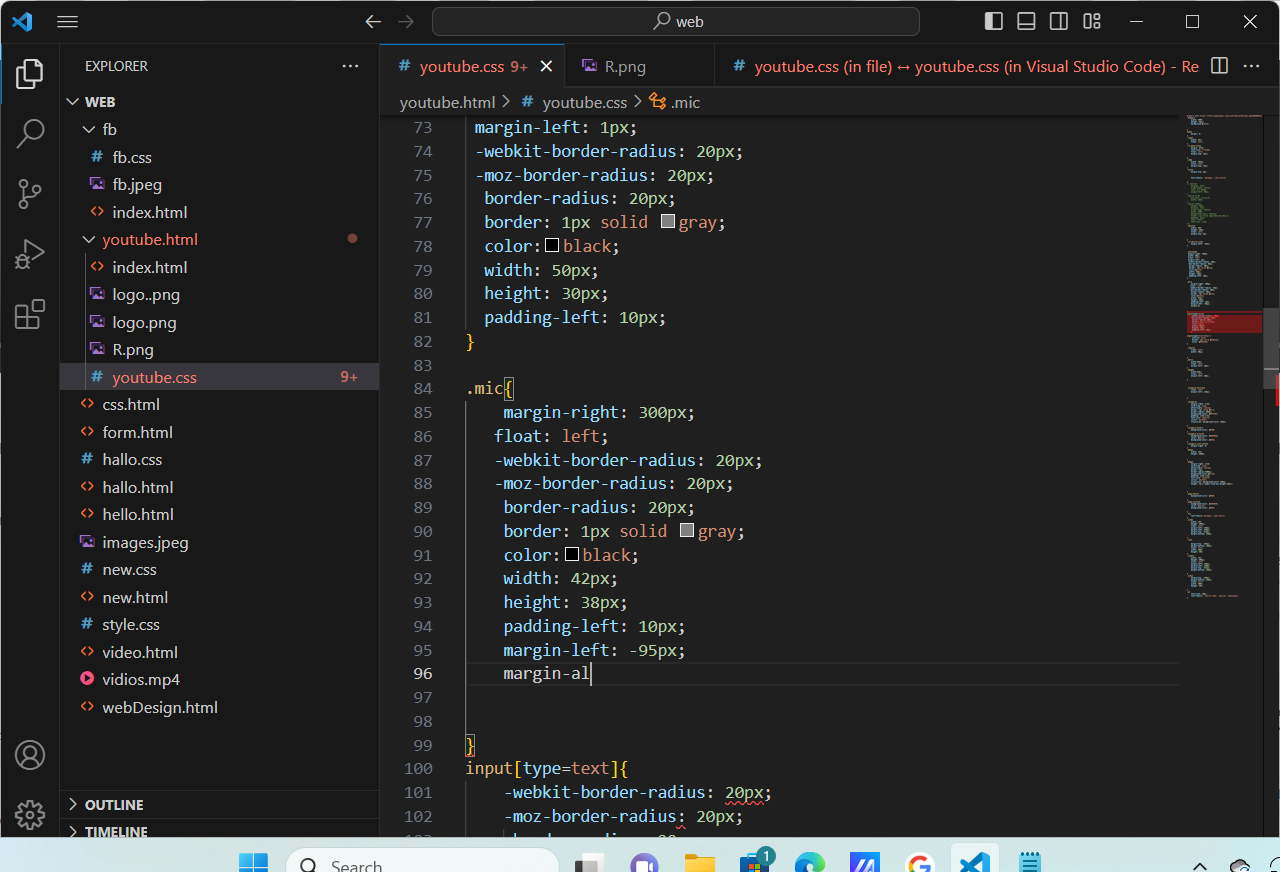 web
EXPLORER
WEB
fb
fb.css
fb.jpeg
index.html
youtube.html
index.html
logo..png
logo.png
R.png
youtube.css 9+
css.html
form.html
hallo.css
hallo.html
hello.html
images.jpeg
new.css
new.html
style.css
video.html
vidios.mp4
webDesign.html
OUTLINE
TIMELINE
youtube.css 9+
R.png
youtube.css (in file) ↔ youtube.css (in Visual Studio Code) - Re
youtube.html > youtube.css > .mic
73 margin-left: 1px;
74 -webkit-border-radius: 20px;
75 -moz-border-radius: 20px;
76 border-radius: 20px;
77 border: 1px solid gray;
78 color: black;
79 width: 50px;
80 height: 30px;
81 padding-left: 10px;
82 }
83
84 .mic{
85 margin-right: 300px;
86 float: left;
87 -webkit-border-radius: 20px;
88 -moz-border-radius: 20px;
89 border-radius: 20px;
90 border: 1px solid gray;
91 color: black;
92 width: 42px;
93 height: 38px;
94 padding-left: 10px;
95 margin-left: -95px;
96 margin-al
97
98
99 }
100 input[type=text]{
101 -webkit-border-radius: 20px;
102 -moz-border-radius: 20px;
Search
1